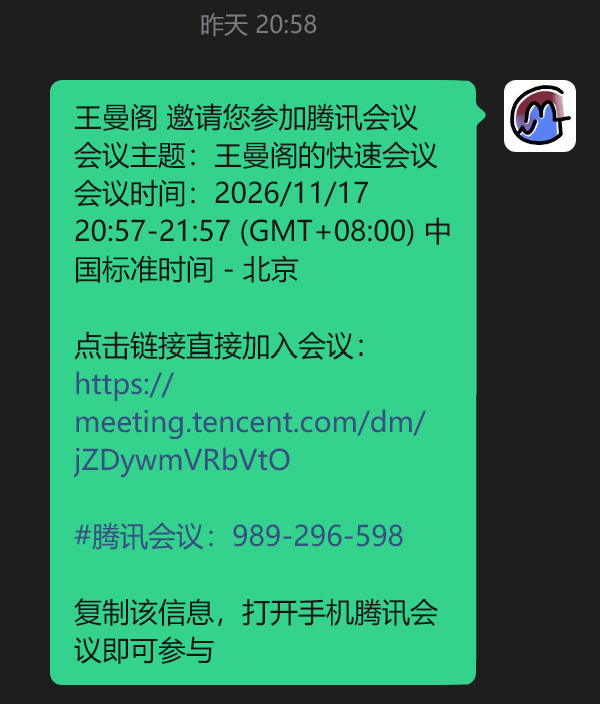 昨天 20:58
王曼阁 邀请您参加腾讯会议
会议主题：王曼阁的快速会议
会议时间：2026/11/17
20:57-21:57 (GMT+08:00) 中
国标准时间 - 北京
点击链接直接加入会议：
https://
meeting.tencent.com/dm/
jZDywmVRbVtO
#腾讯会议：989-296-598
复制该信息，打开手机腾讯会
议即可参与